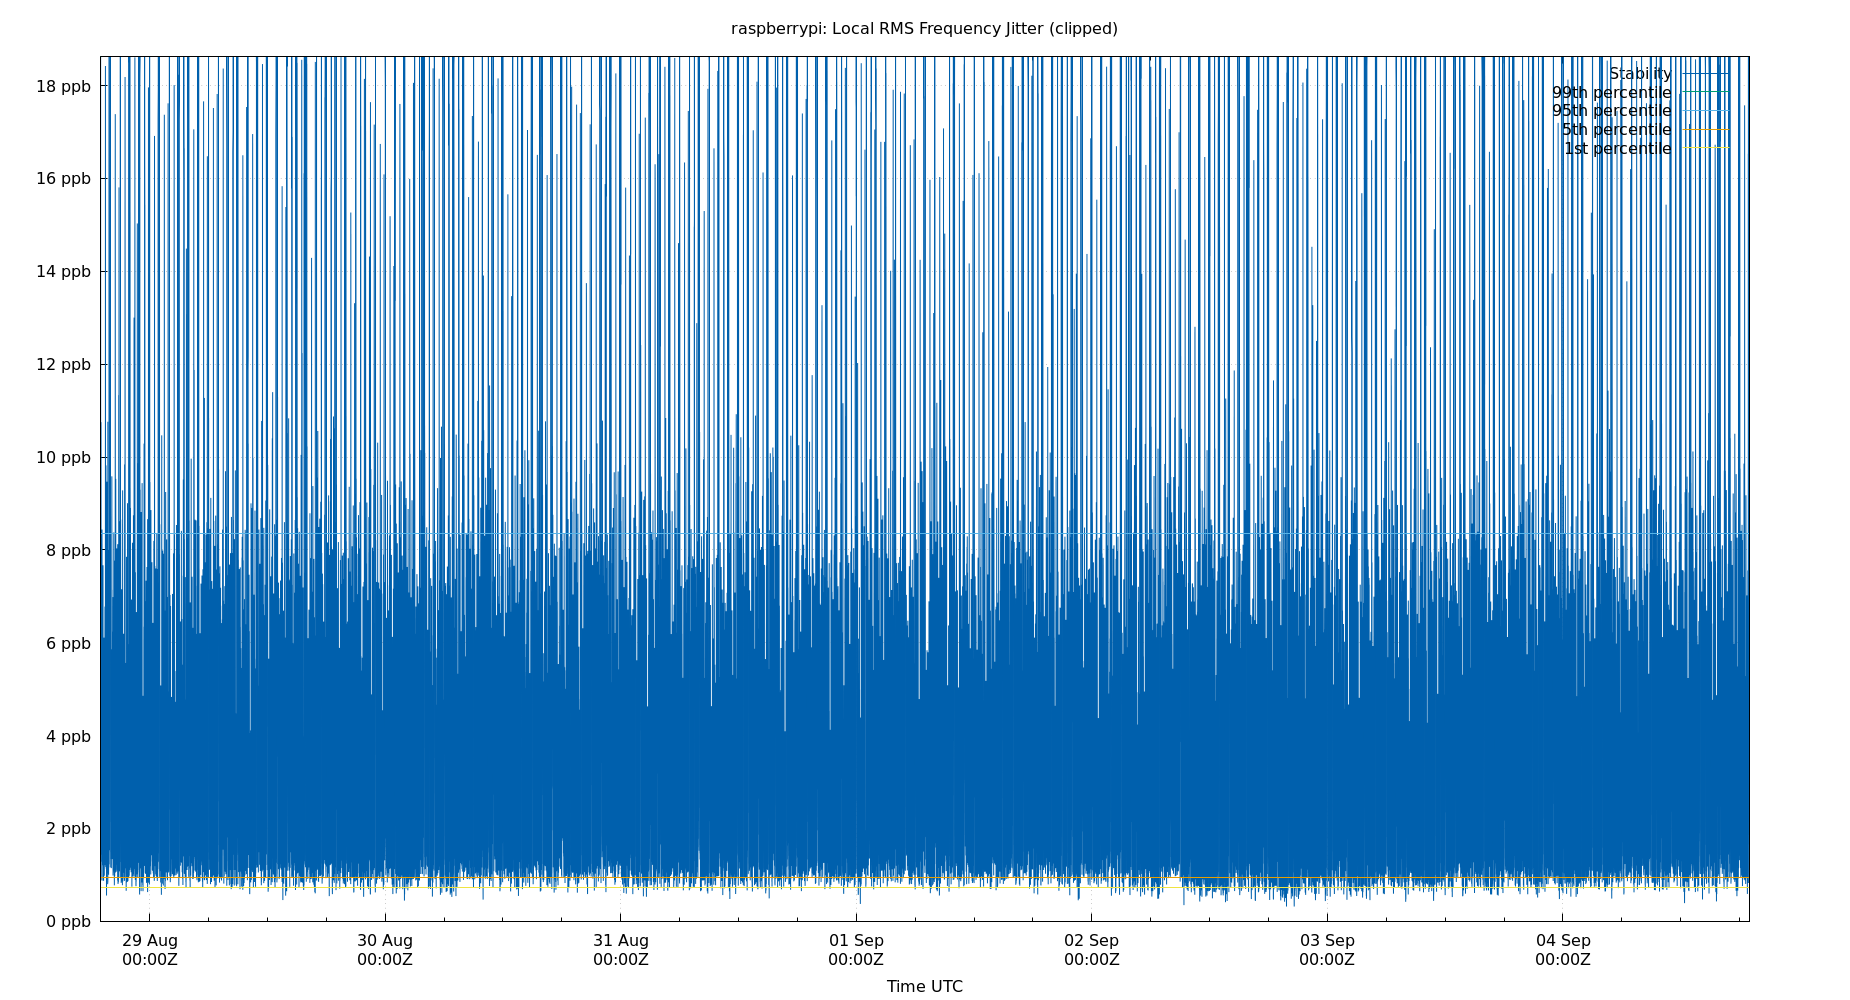 raspberrypi: Local RMS Frequency Jitter (clipped)
18 ppb
16 ppb
14 ppb
12 ppb
10 ppb
8 ppb
6 ppb
4 ppb
2 ppb
0 ppb
Stability
99th percentile
95th percentile
5th percentile
1st percentile
29 Aug 30 Aug 31 Aug 01 Sep 02 Sep 03 Sep 04 Sep
00:00Z 00:00Z 00:00Z 00:00Z 00:00Z 00:00Z 00:00Z
Time UTC